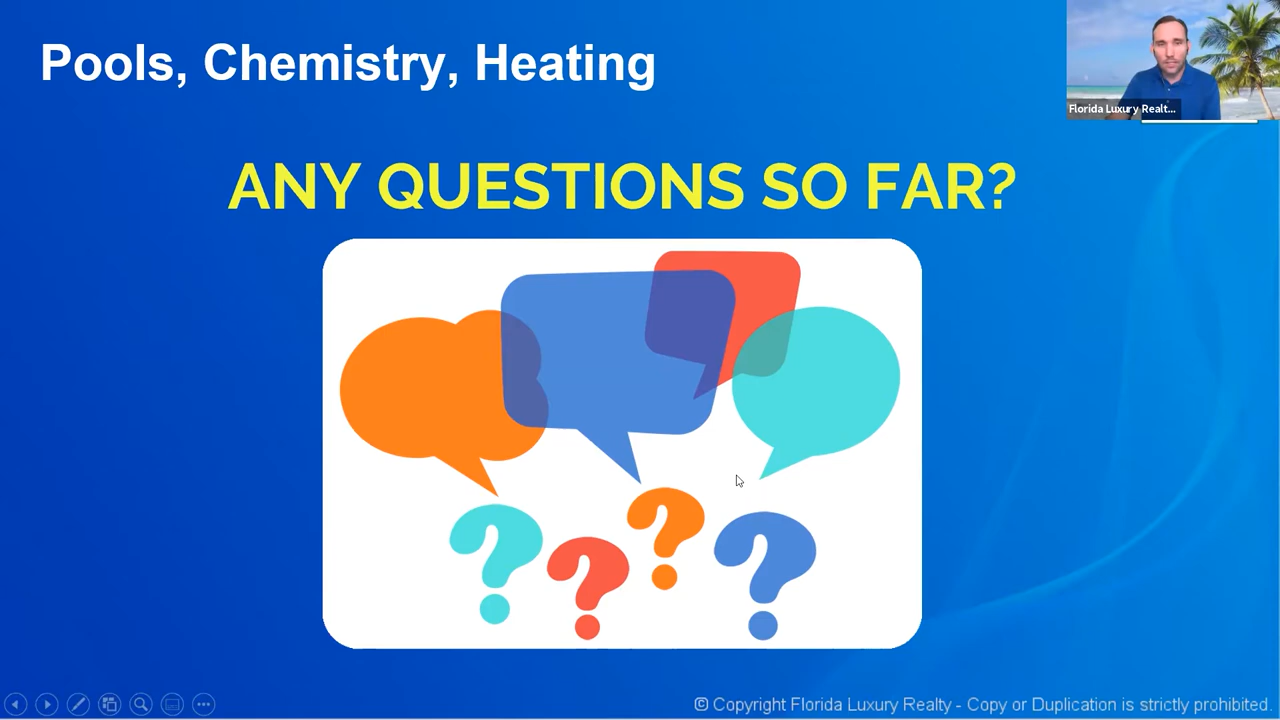 Pools, Chemistry, Heating
Florida Luxury Realt...
ANY QUESTIONS SO FAR?
? ? ? ?
© Copyright Florida Luxury Realty - Copy or Duplication is strictly prohibited.